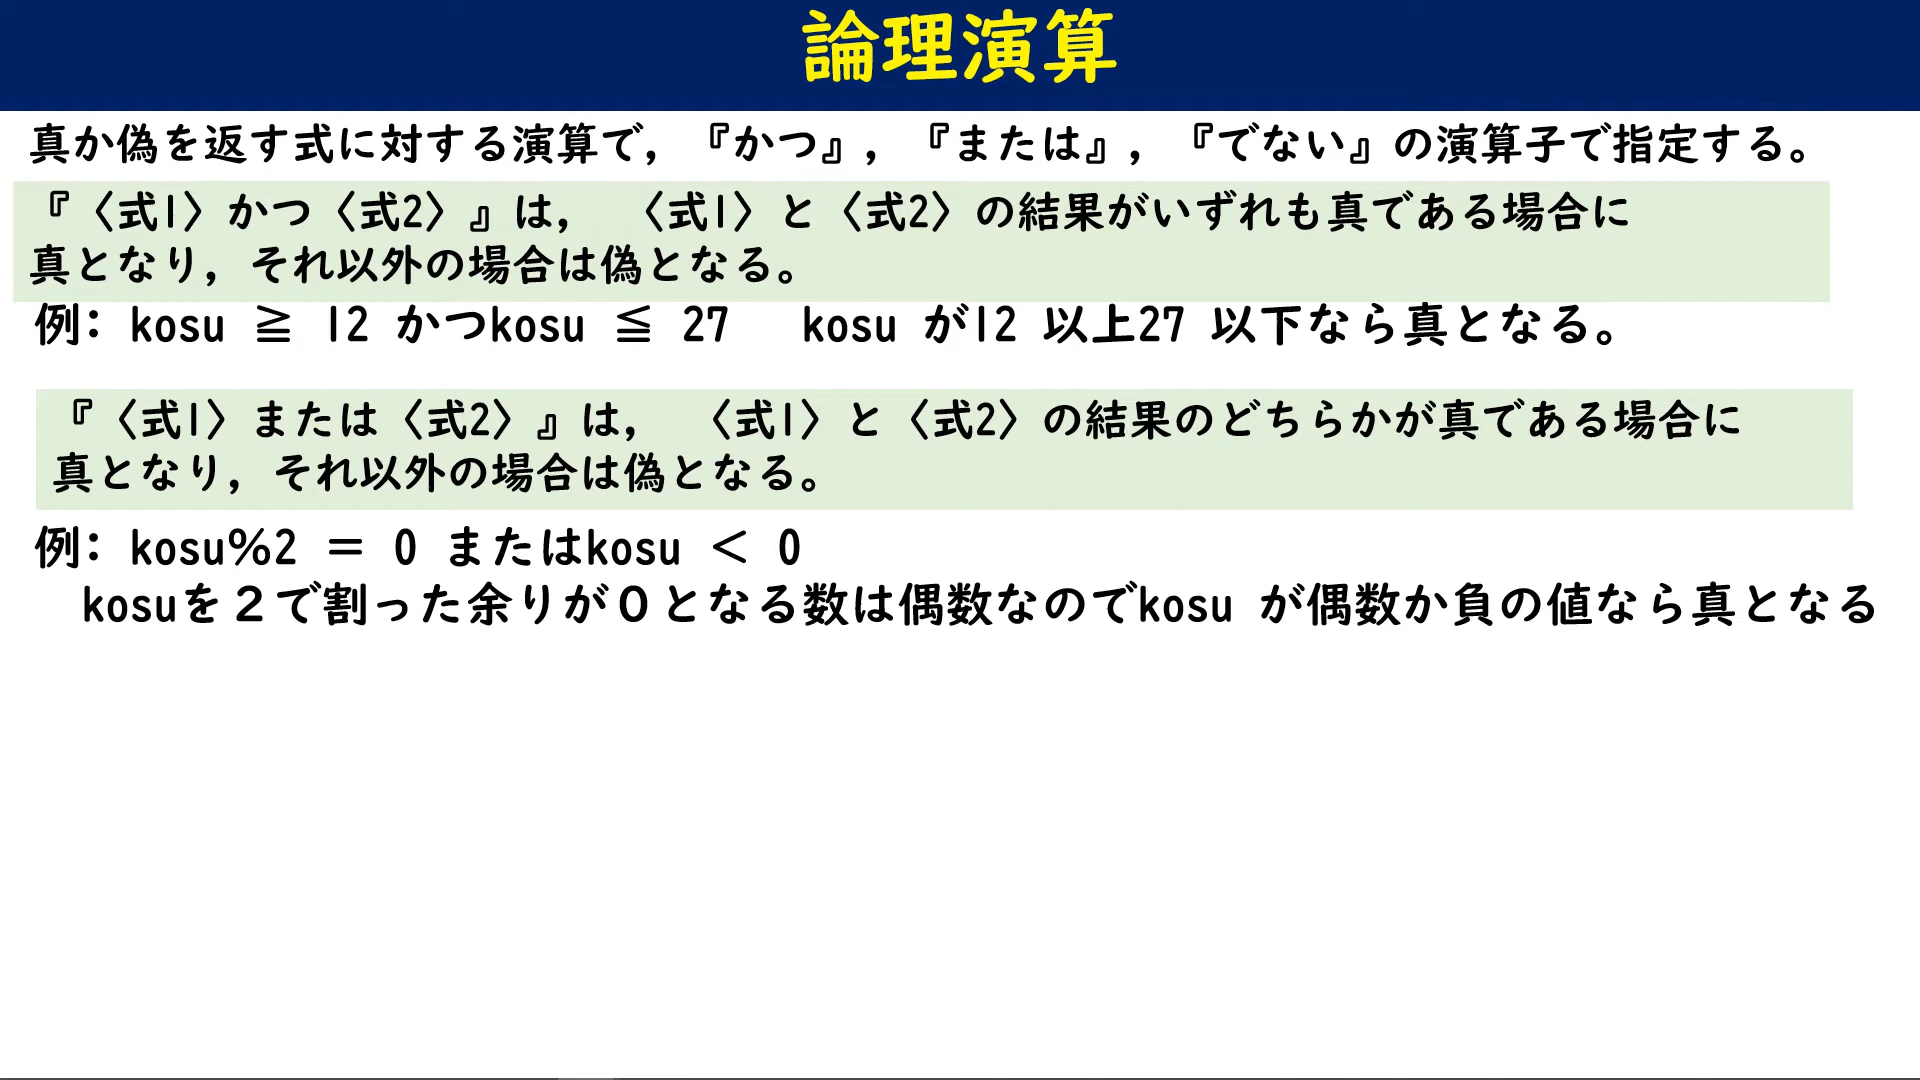 論理演算
真か偽を返す式に対する演算で，『かつ』，『または』，『でない』の演算子で指定する。
『〈式1〉かつ〈式2〉』は， 〈式1〉と〈式2〉の結果がいずれも真である場合に
真となり，それ以外の場合は偽となる。
例: kosu ≧ 12 かつkosu ≦ 27　kosu が12 以上27 以下なら真となる。
『〈式1〉または〈式2〉』は， 〈式1〉と〈式2〉の結果のどちらかが真である場合に
真となり，それ以外の場合は偽となる。
例: kosu％2 ＝ 0 またはkosu ＜ 0
kosuを２で割った余りが０となる数は偶数なのでkosu が偶数か負の値なら真となる